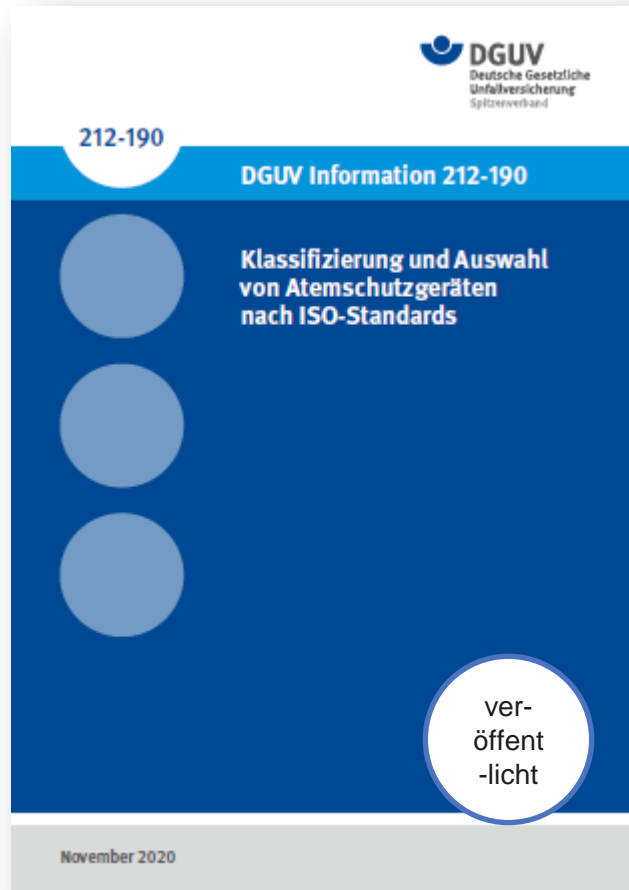 DGUV
Deutsche Gesetzliche
Unfallversicherung
Spitzenverband
212-190
DGUV Information 212-190
Klassifizierung und Auswahl
von Atemschutzgeräten
nach ISO-Standards
ver-
öffent
-licht
November 2020